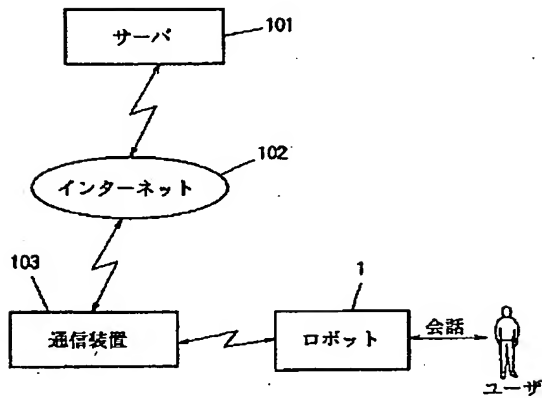 サーバ
101
102
インターネット
103
通信装置
1
ロボット
会話
ユーザ